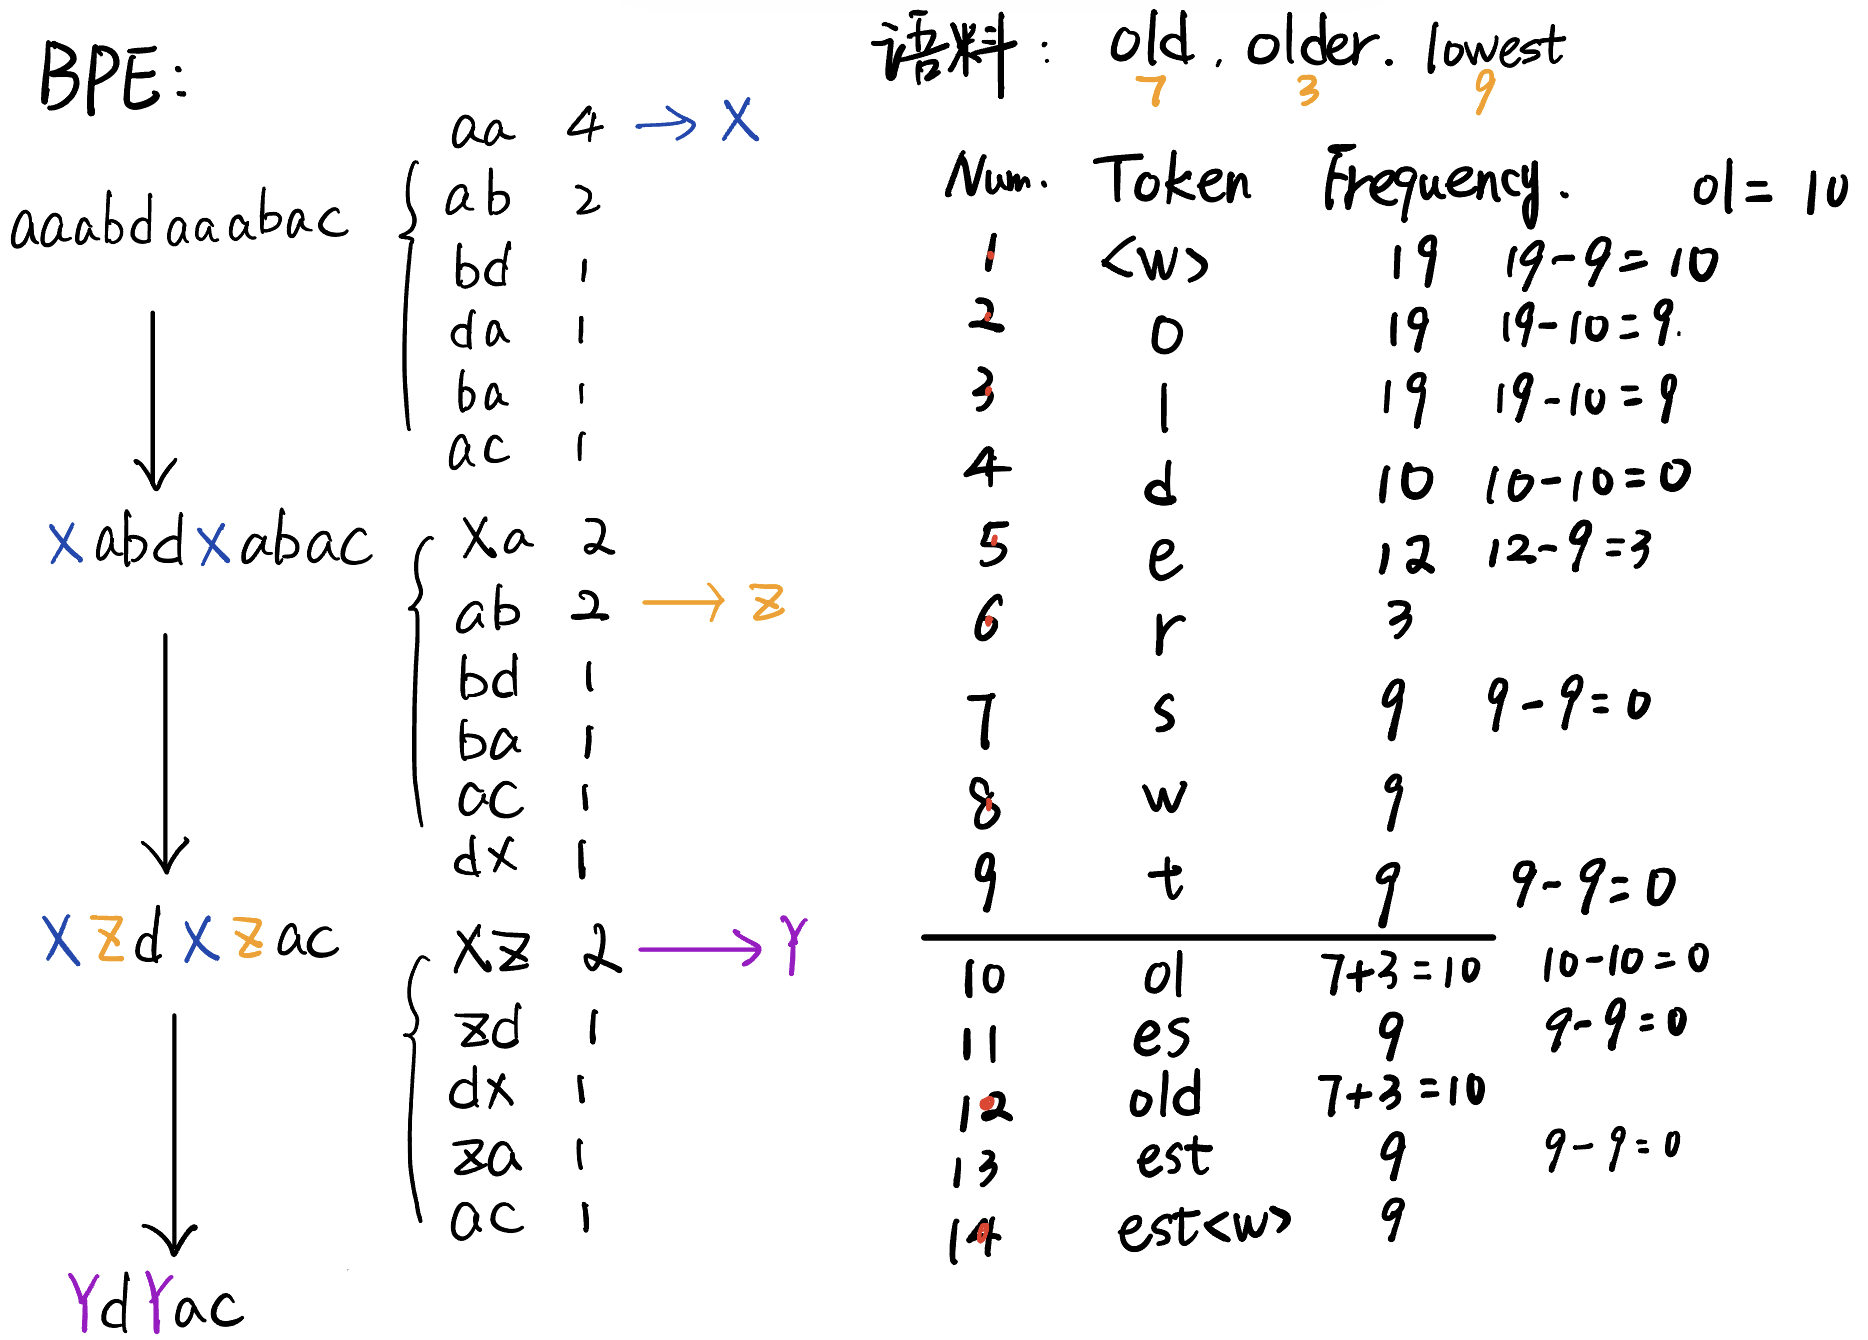 BPE:
aaabdaaabac
aa 4 → X
ab 2
bd 1
da 1
ba 1
ac 1
XabdXabac
Xa 2
ab 2 → Z
bd 1
ba 1
ac 1
dX 1
XZdXZac
XZ 2 → Y
Zd 1
dX 1
Za 1
ac 1
YdYac
语料: old, older. lowest
7 3 9
Num. Token Frequency. ol = 10
1 <w> 19 19-9=10
2 o 19 19-10=9.
3 l 19 19-10=9
4 d 10 10-10=0
5 e 12 12-9=3
6 r 3
7 s 9 9-9=0
8 w 9
9 t 9 9-9=0
10 ol 7+3=10 10-10=0
11 es 9 9-9=0
12 old 7+3=10
13 est 9 9-9=0
14 est<w> 9